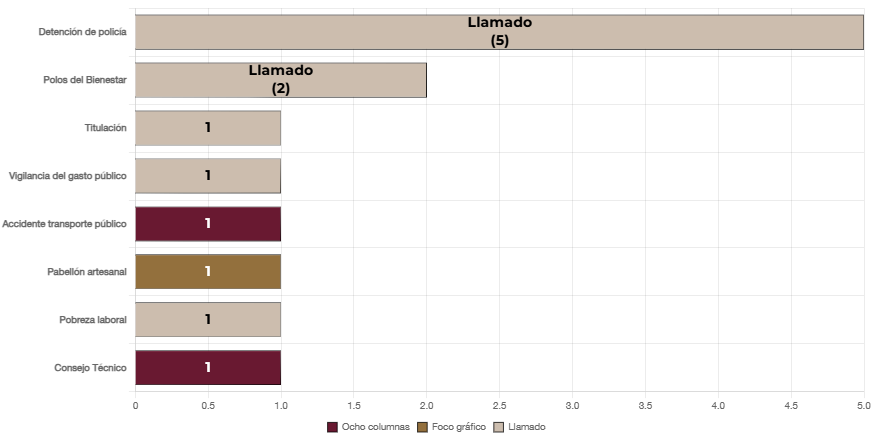 Detención de policía
Llamado
(5)
Polos del Bienestar
Llamado
(2)
Titulación
1
Vigilancia del gasto público
1
Accidente transporte público
1
Pabellón artesanal
1
Pobreza laboral
1
Consejo Técnico
1
0 0.5 1.0 1.5 2.0 2.5 3.0 3.5 4.0 4.5 5.0
Ocho columnas Foco gráfico Llamado